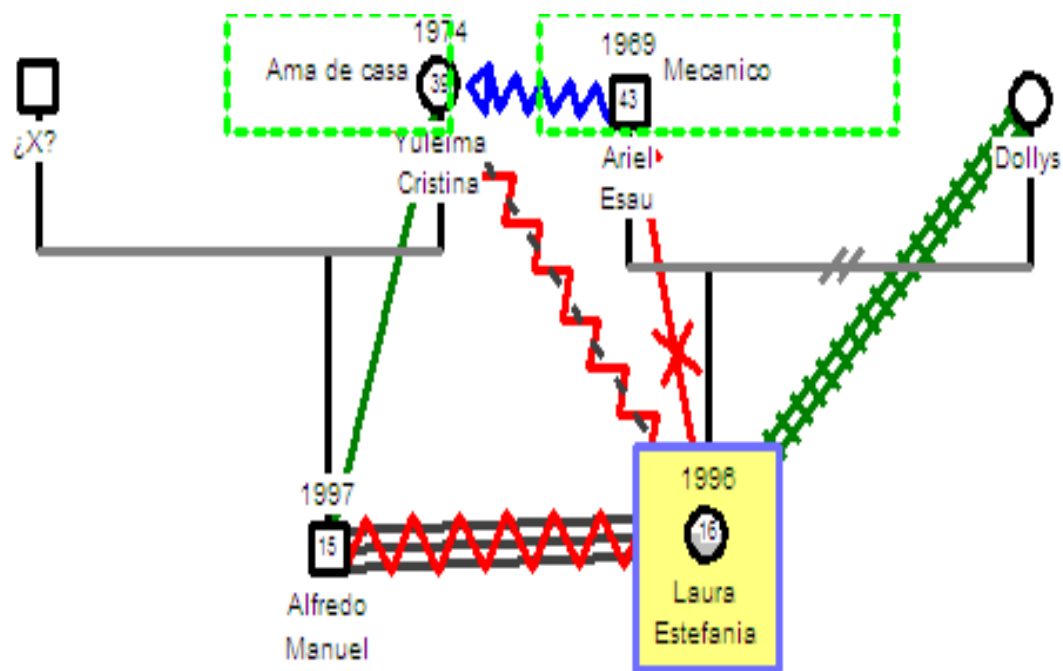 1974
Ama de casa
39
1969
Mecanico
43
¿X?
Yuleima
Cristina
Ariel
Esau
Dollys
1997
15
Alfredo
Manuel
1996
16
Laura
Estefania